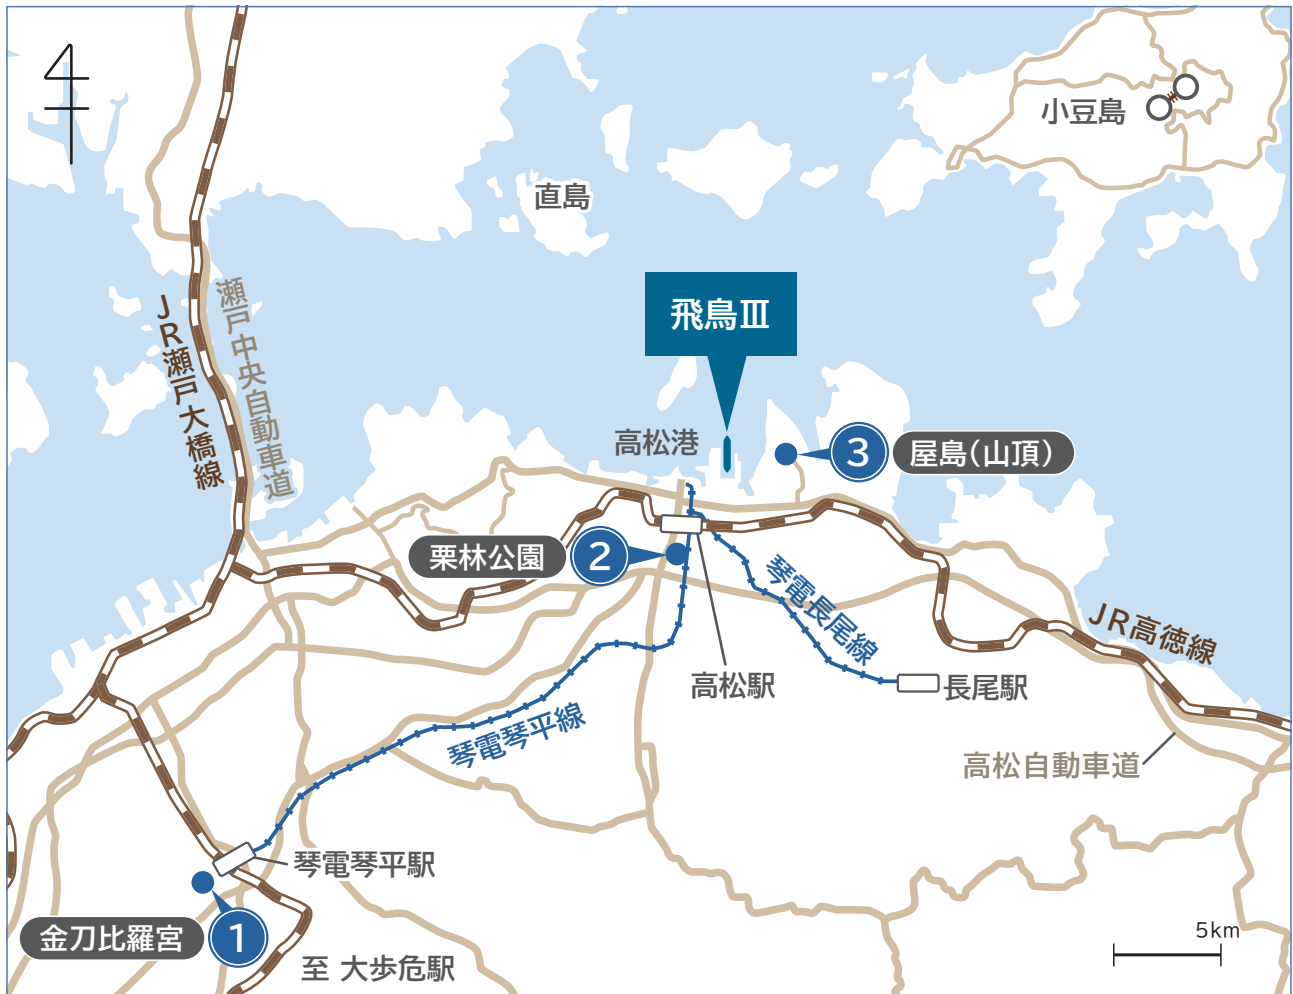 小豆島
直島
飛鳥Ⅲ
JR瀬戸大橋線
瀬戸中央自動車道
高松港
3
屋島(山頂)
栗林公園
2
琴電長尾線
JR高徳線
高松駅
長尾駅
琴電琴平線
高松自動車道
琴電琴平駅
金刀比羅宮
1
至 大歩危駅
5km